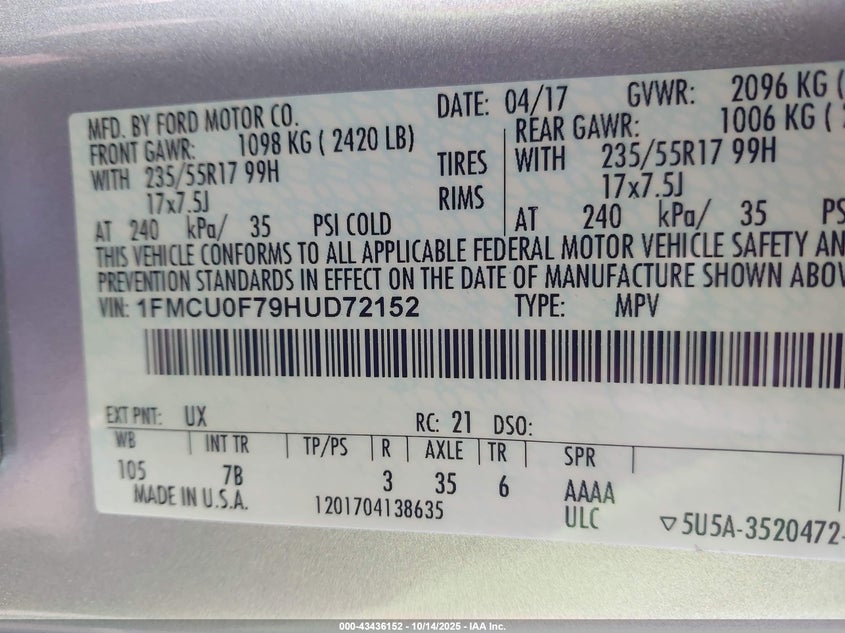 MFD. BY FORD MOTOR CO. DATE: 04/17 GVWR: 2096 KG (
FRONT GAWR: 1098 KG ( 2420 LB) REAR GAWR: 1006 KG (
WITH 235/55R17 99H TIRES WITH 235/55R17 99H
17x7.5J RIMS 17x7.5J
AT 240 kPa/ 35 PSI COLD AT 240 kPa/ 35 PS
THIS VEHICLE CONFORMS TO ALL APPLICABLE FEDERAL MOTOR VEHICLE SAFETY AN
PREVENTION STANDARDS IN EFFECT ON THE DATE OF MANUFACTURE SHOWN ABOV
VIN: 1FMCU0F79HUD72152 TYPE: MPV
EXT PNT: UX RC: 21 DSO:
WB INT TR TP/PS R AXLE TR SPR
105 7B 3 35 6 AAAA
MADE IN U.S.A. 1201704138635 ULC ▽5U5A-3520472-
000-43436152 - 10/14/2025 - IAA Inc.